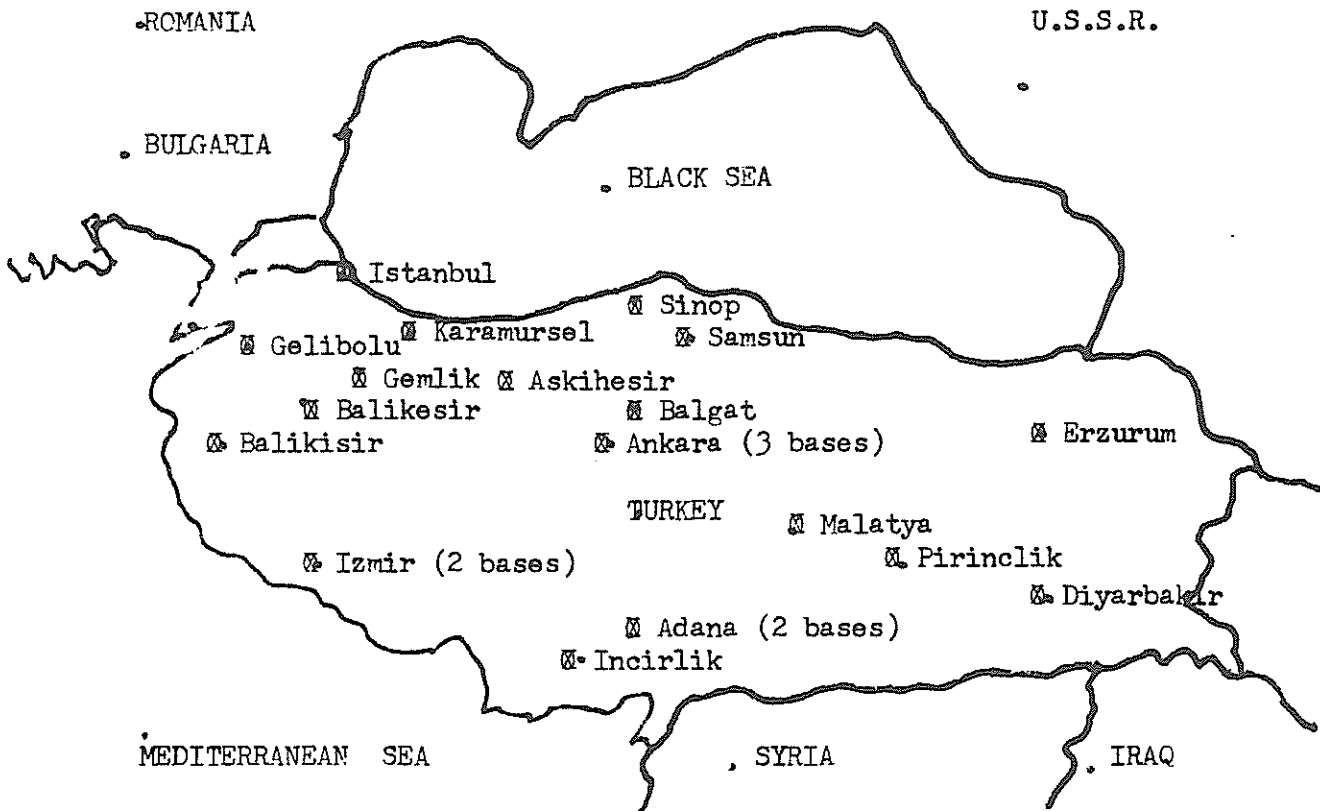 ROMANIA U.S.S.R.
BULGARIA
BLACK SEA
Istanbul
Sinop
Karamursel
Samsun
Gelibolu
Gemlik Askihesir
Balikesir Balgat
Balikisir Ankara (3 bases) Erzurum
TURKEY
Malatya
Izmir (2 bases) Pirinclik
Diyarbakir
Adana (2 bases)
Incirlik
MEDITERRANEAN SEA SYRIA IRAQ